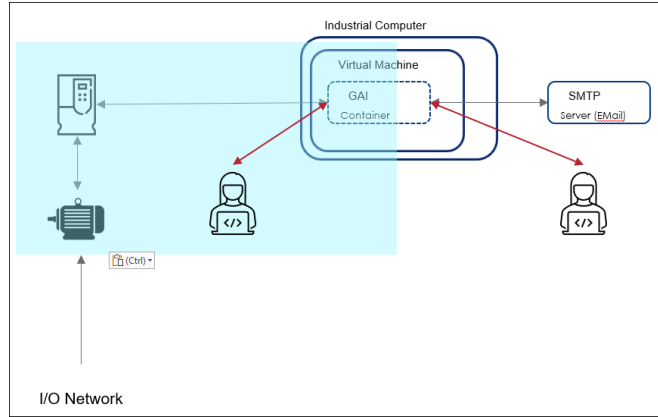 Industrial Computer
Virtual Machine
GAI
Container
SMTP
Server (EMail)
</>
</>
(Ctrl)
I/O Network